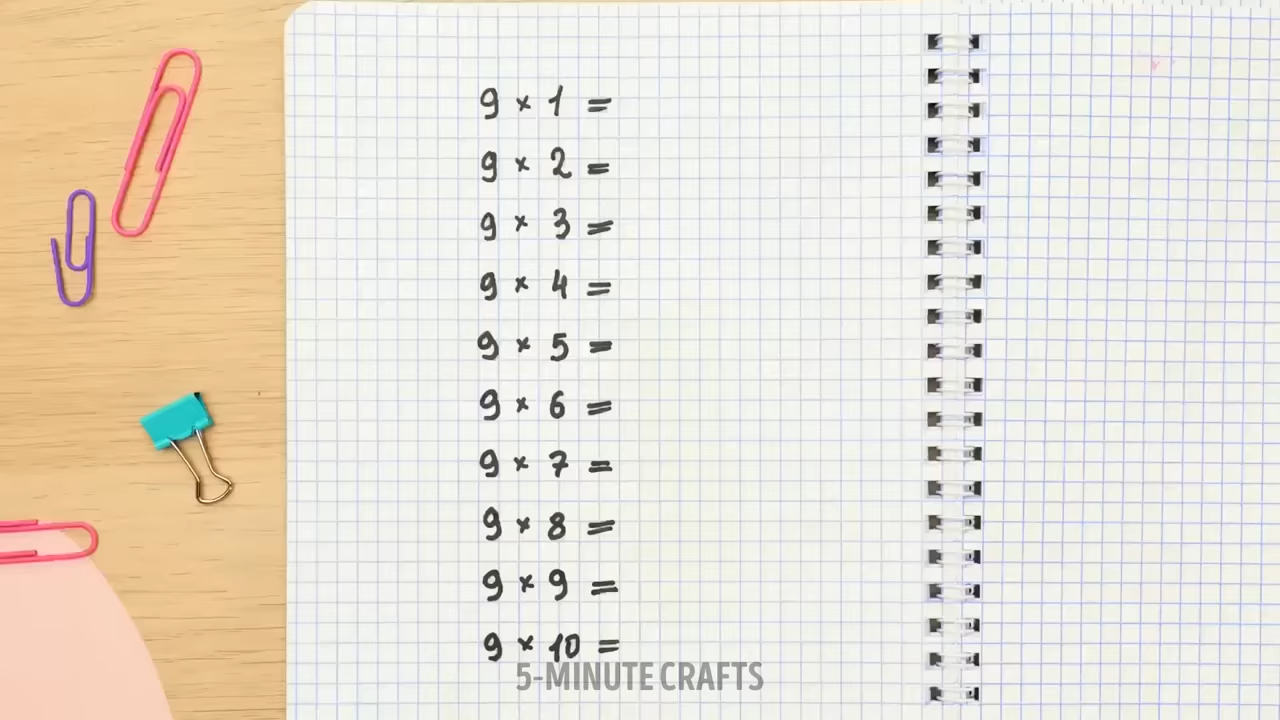 9 × 1 =
9 × 2 =
9 × 3 =
9 × 4 =
9 × 5 =
9 × 6 =
9 × 7 =
9 × 8 =
9 × 9 =
9 × 10 =
5-MINUTE CRAFTS